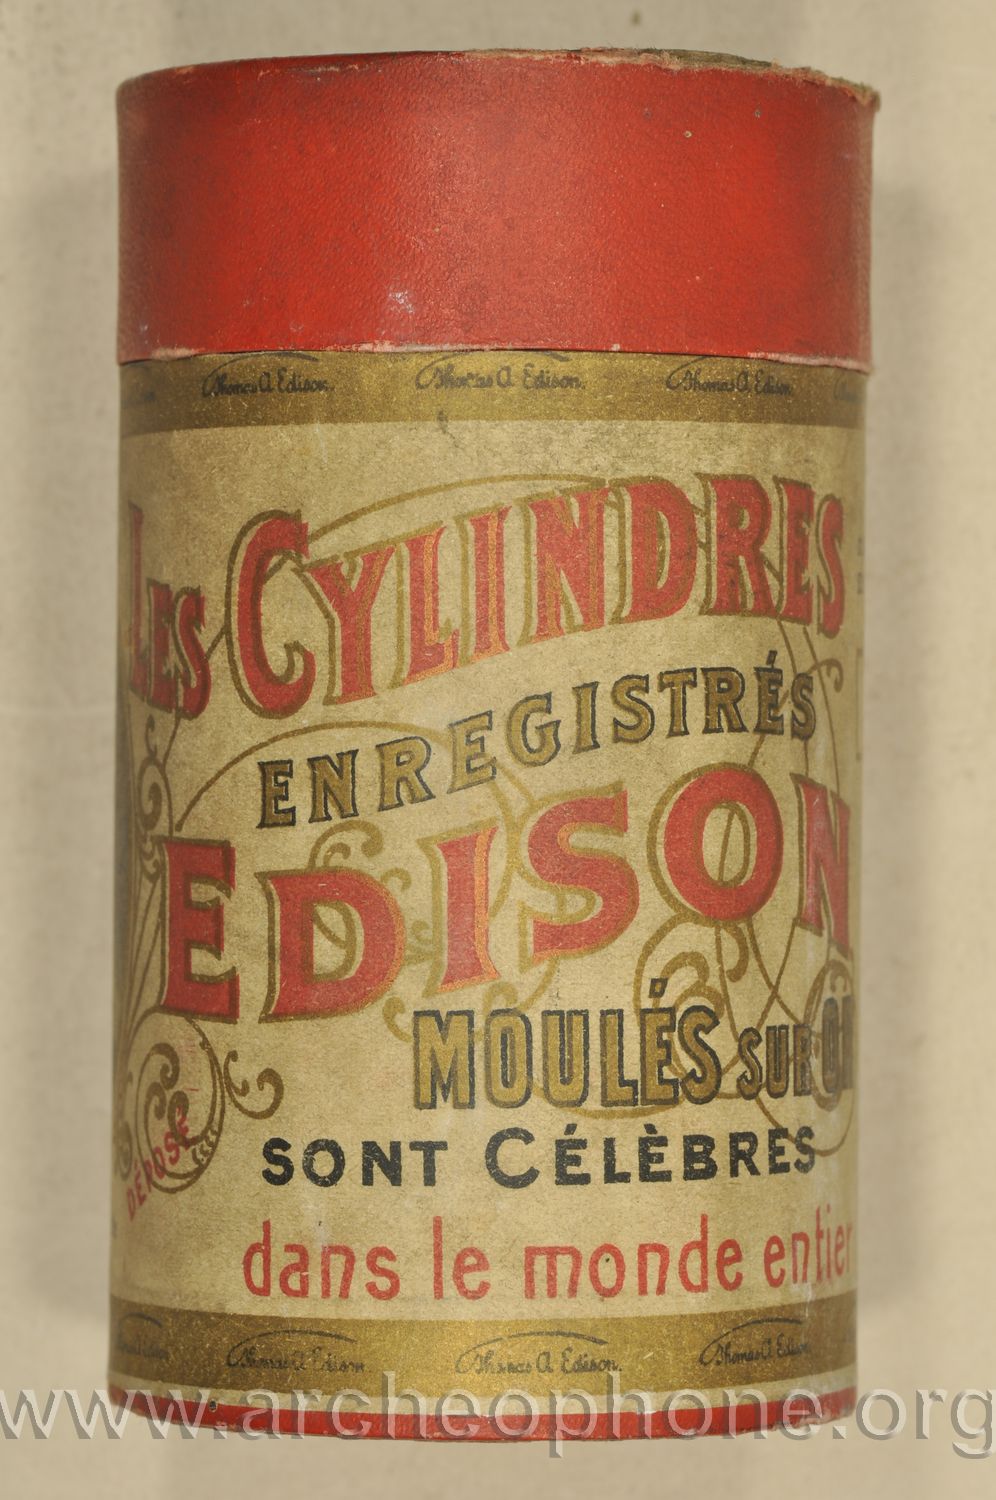 Thomas A. Edison. Thomas A. Edison. Thomas A. Edison.
LES CYLINDRES
ENREGISTRÉS
EDISON
MOULÉS SUR OR
SONT CÉLÈBRES
DÉPOSÉ
dans le monde entier
Thomas A. Edison. Thomas A. Edison. Thomas A. Edison.
www.archeophone.org